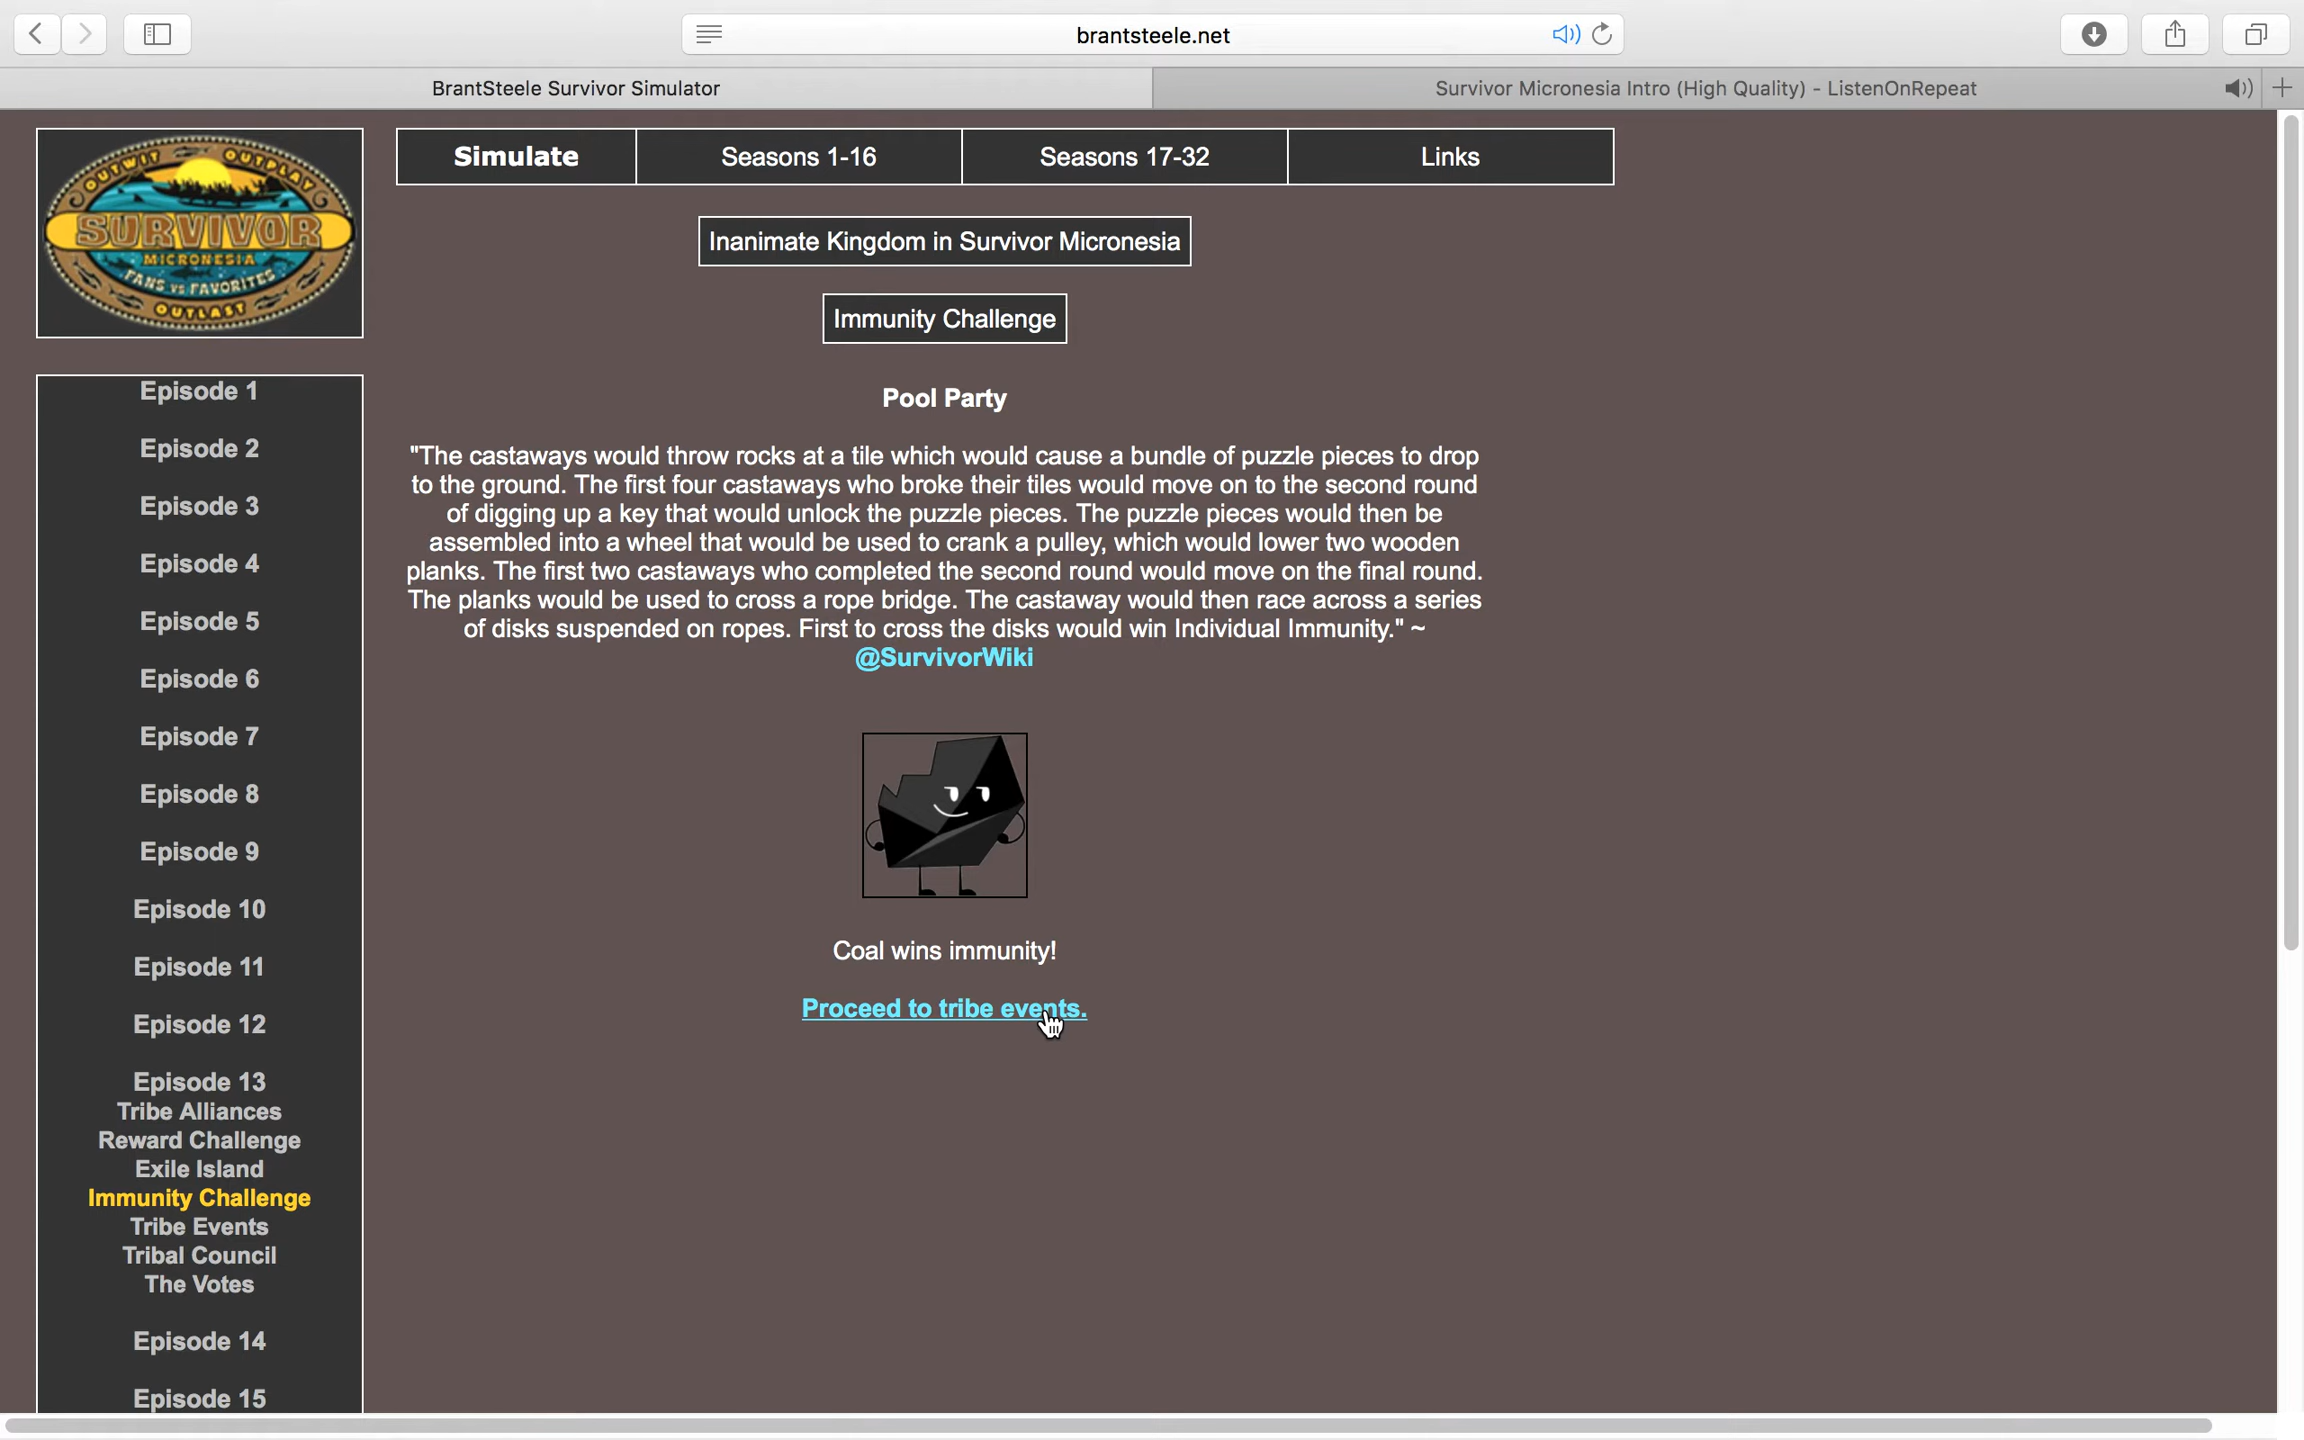 brantsteele.net
BrantSteele Survivor Simulator
Survivor Micronesia Intro (High Quality) - ListenOnRepeat
OUTWIT OUTPLAY
SURVIVOR
MICRONESIA
FANS vs FAVORITES
OUTLAST
Simulate
Seasons 1-16
Seasons 17-32
Links
Inanimate Kingdom in Survivor Micronesia
Immunity Challenge
Pool Party
"The castaways would throw rocks at a tile which would cause a bundle of puzzle pieces to drop
to the ground. The first four castaways who broke their tiles would move on to the second round
of digging up a key that would unlock the puzzle pieces. The puzzle pieces would then be
assembled into a wheel that would be used to crank a pulley, which would lower two wooden
planks. The first two castaways who completed the second round would move on the final round.
The planks would be used to cross a rope bridge. The castaway would then race across a series
of disks suspended on ropes. First to cross the disks would win Individual Immunity." ~
@SurvivorWiki
Coal wins immunity!
Proceed to tribe events.
Episode 1
Episode 2
Episode 3
Episode 4
Episode 5
Episode 6
Episode 7
Episode 8
Episode 9
Episode 10
Episode 11
Episode 12
Episode 13
Tribe Alliances
Reward Challenge
Exile Island
Immunity Challenge
Tribe Events
Tribal Council
The Votes
Episode 14
Episode 15